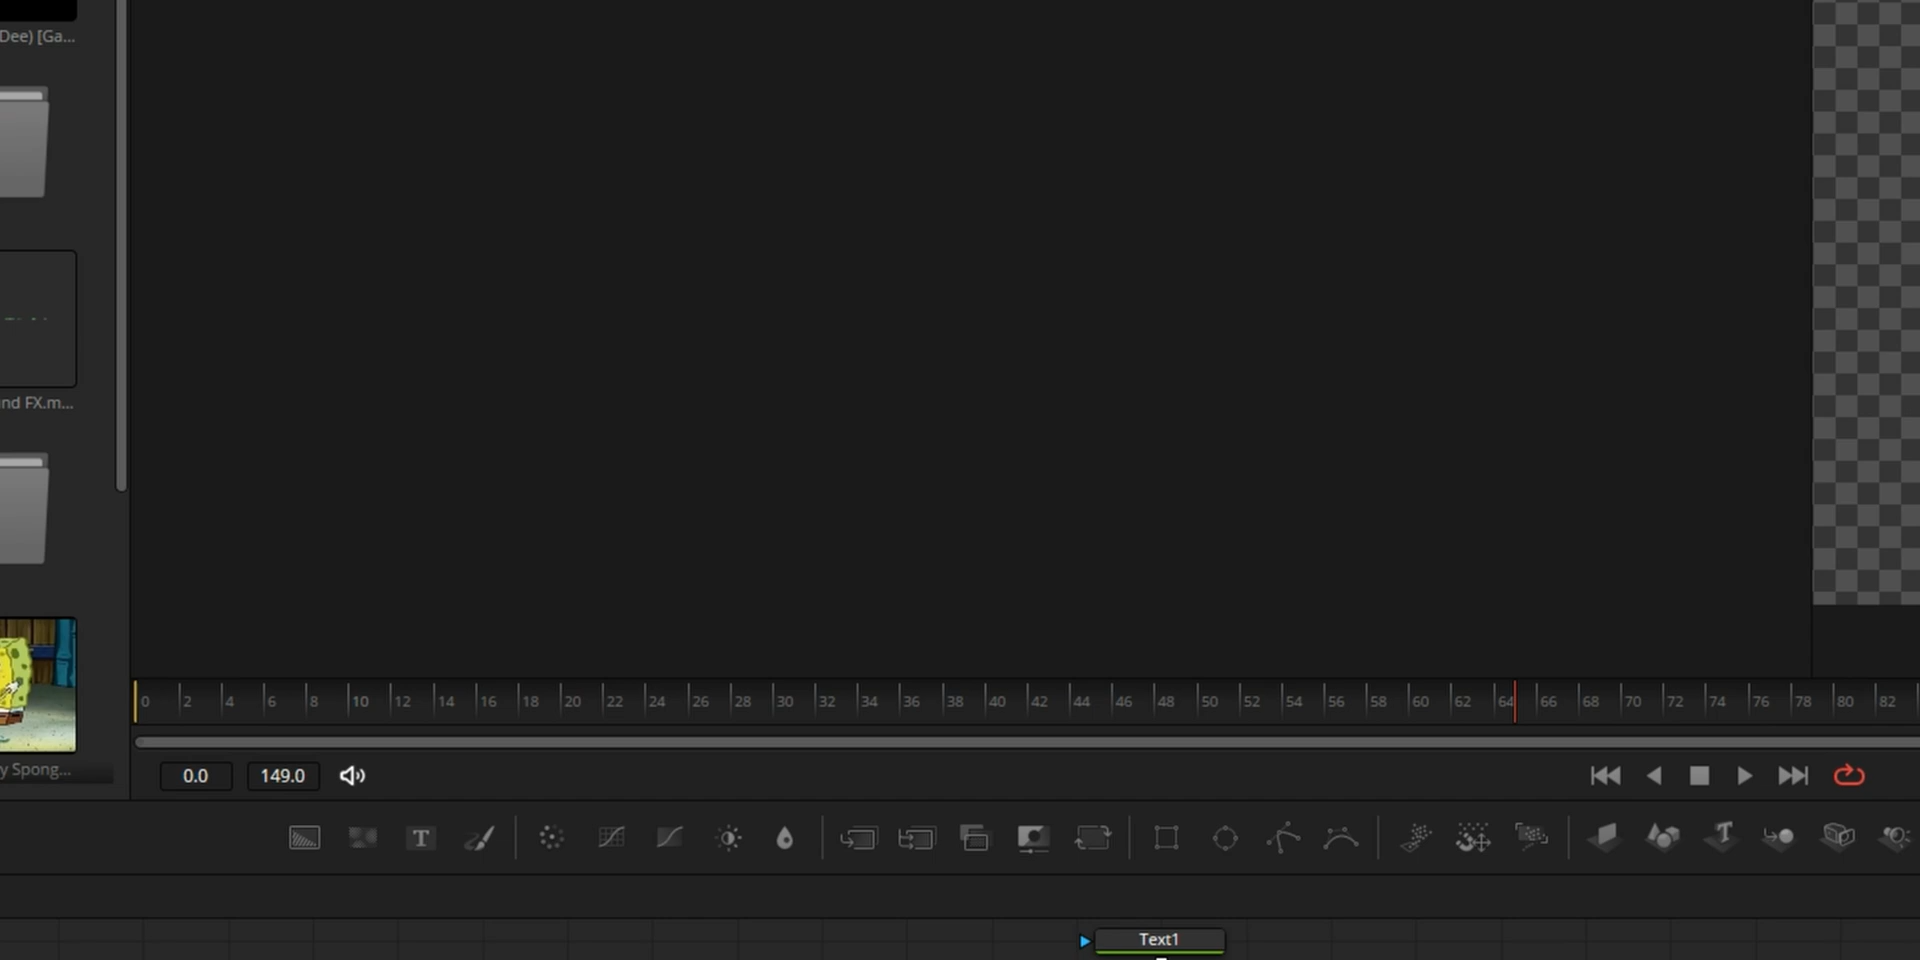 Dee) [Ga...
nd FX.m...
y Spong...
0 2 4 6 8 10 12 14 16 18 20 22 24 26 28 30 32 34 36 38 40 42 44 46 48 50 52 54 56 58 60 62 64 66 68 70 72 74 76 78 80 82
0.0 149.0
T
T
Text1